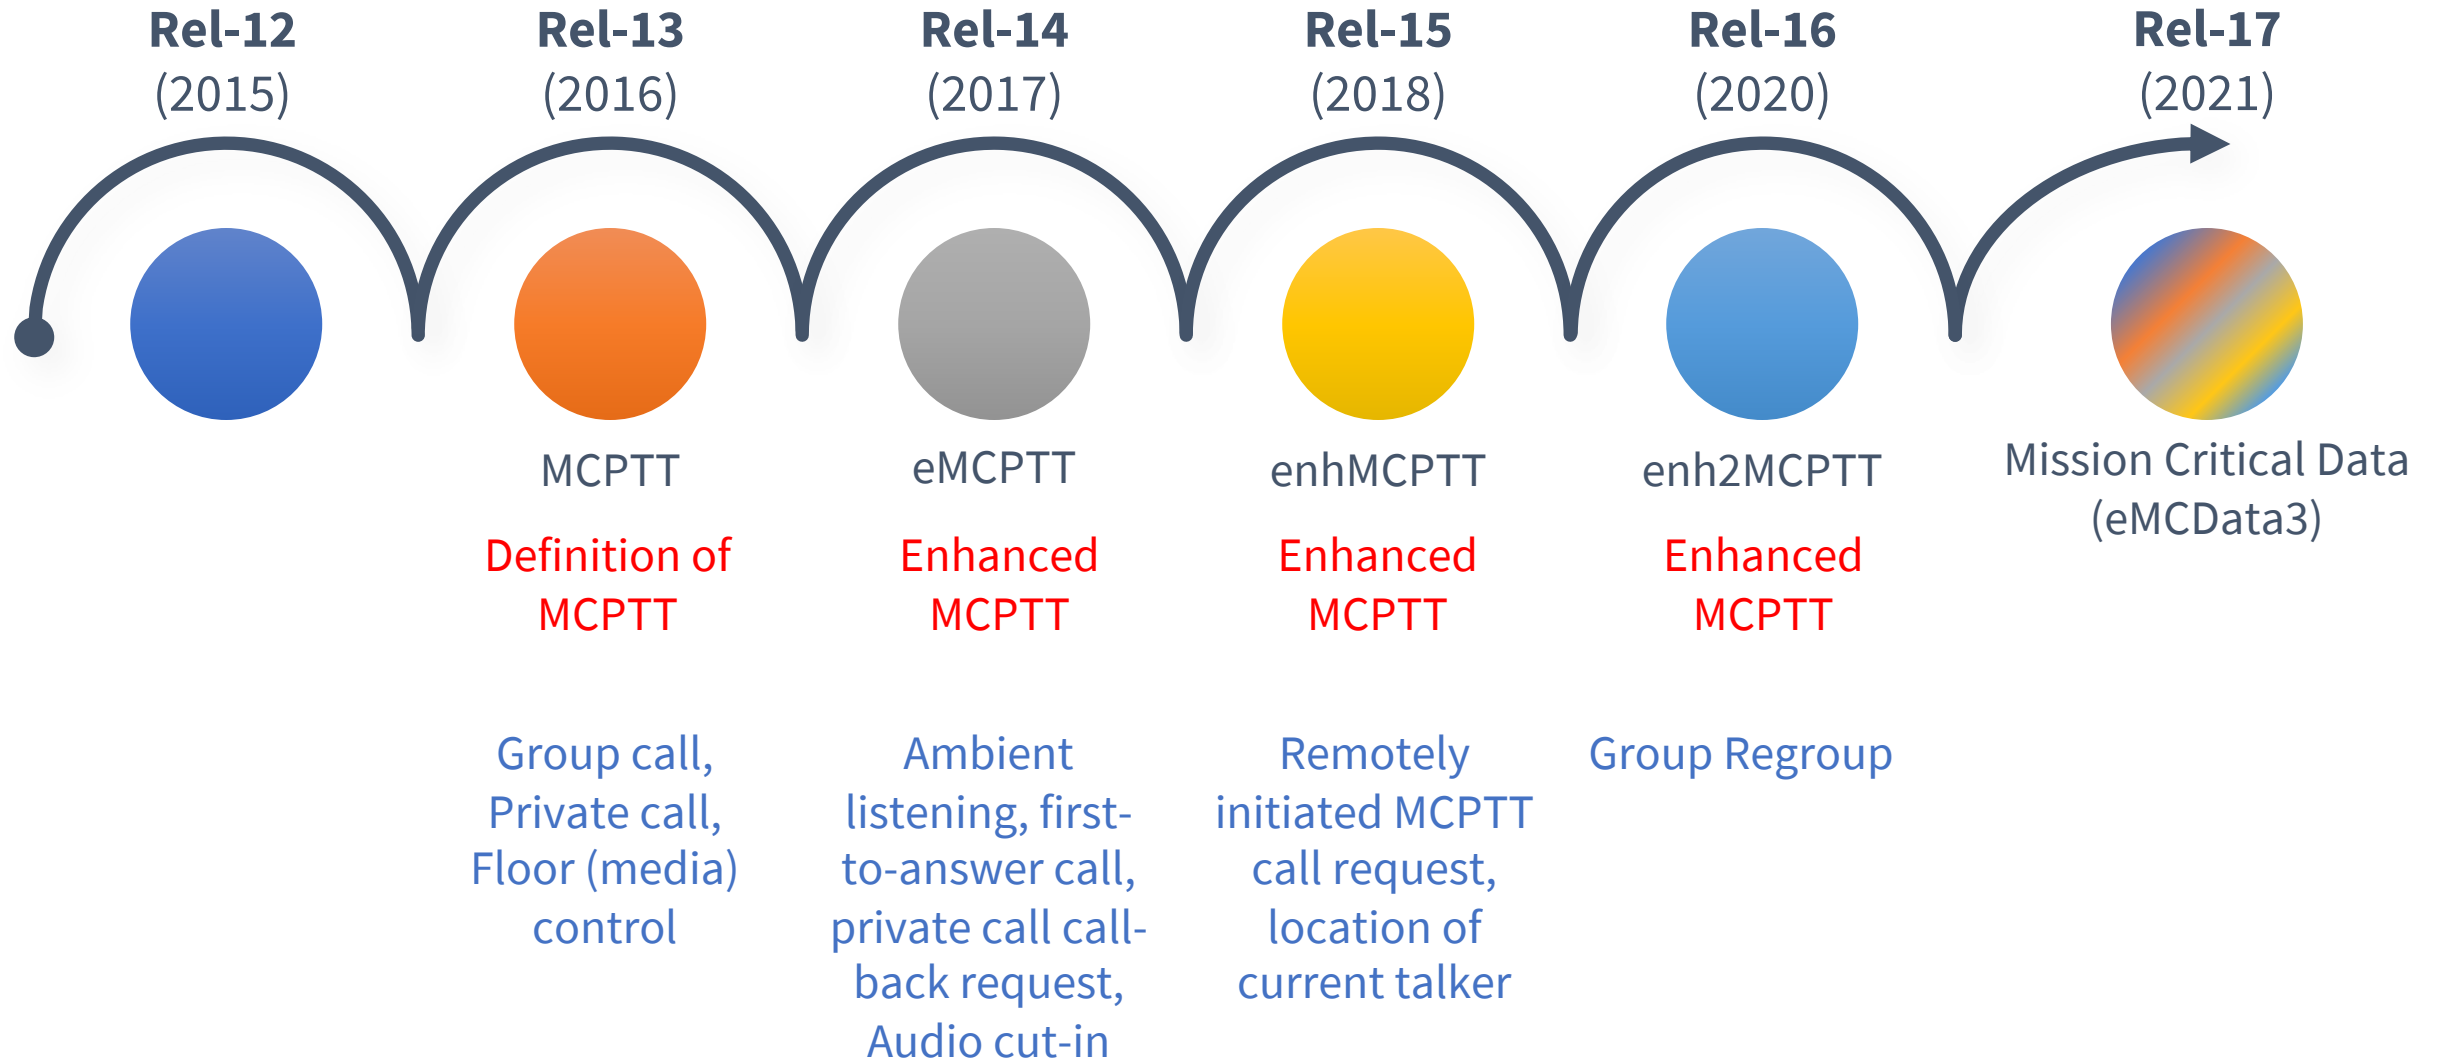 Rel-12
(2015)
Rel-13
(2016)
Rel-14
(2017)
Rel-15
(2018)
Rel-16
(2020)
Rel-17
(2021)
MCPTT
Definition of
MCPTT
Group call,
Private call,
Floor (media)
control
eMCPTT
Enhanced
MCPTT
Ambient
listening, first-
to-answer call,
private call call-
back request,
Audio cut-in
enhMCPTT
Enhanced
MCPTT
Remotely
initiated MCPTT
call request,
location of
current talker
enh2MCPTT
Enhanced
MCPTT
Group Regroup
Mission Critical Data
(eMCData3)